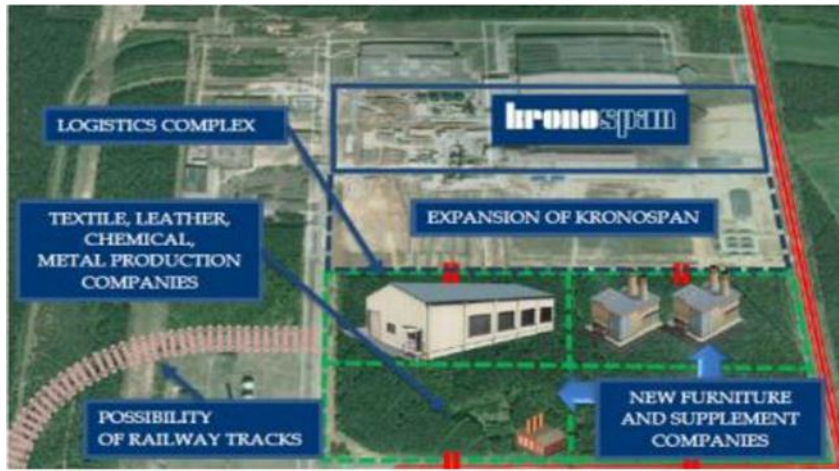 kronospan
LOGISTICS COMPLEX
TEXTILE, LEATHER,
CHEMICAL,
METAL PRODUCTION
COMPANIES
EXPANSION OF KRONOSPAN
POSSIBILITY
OF RAILWAY TRACKS
NEW FURNITURE
AND SUPPLEMENT
COMPANIES